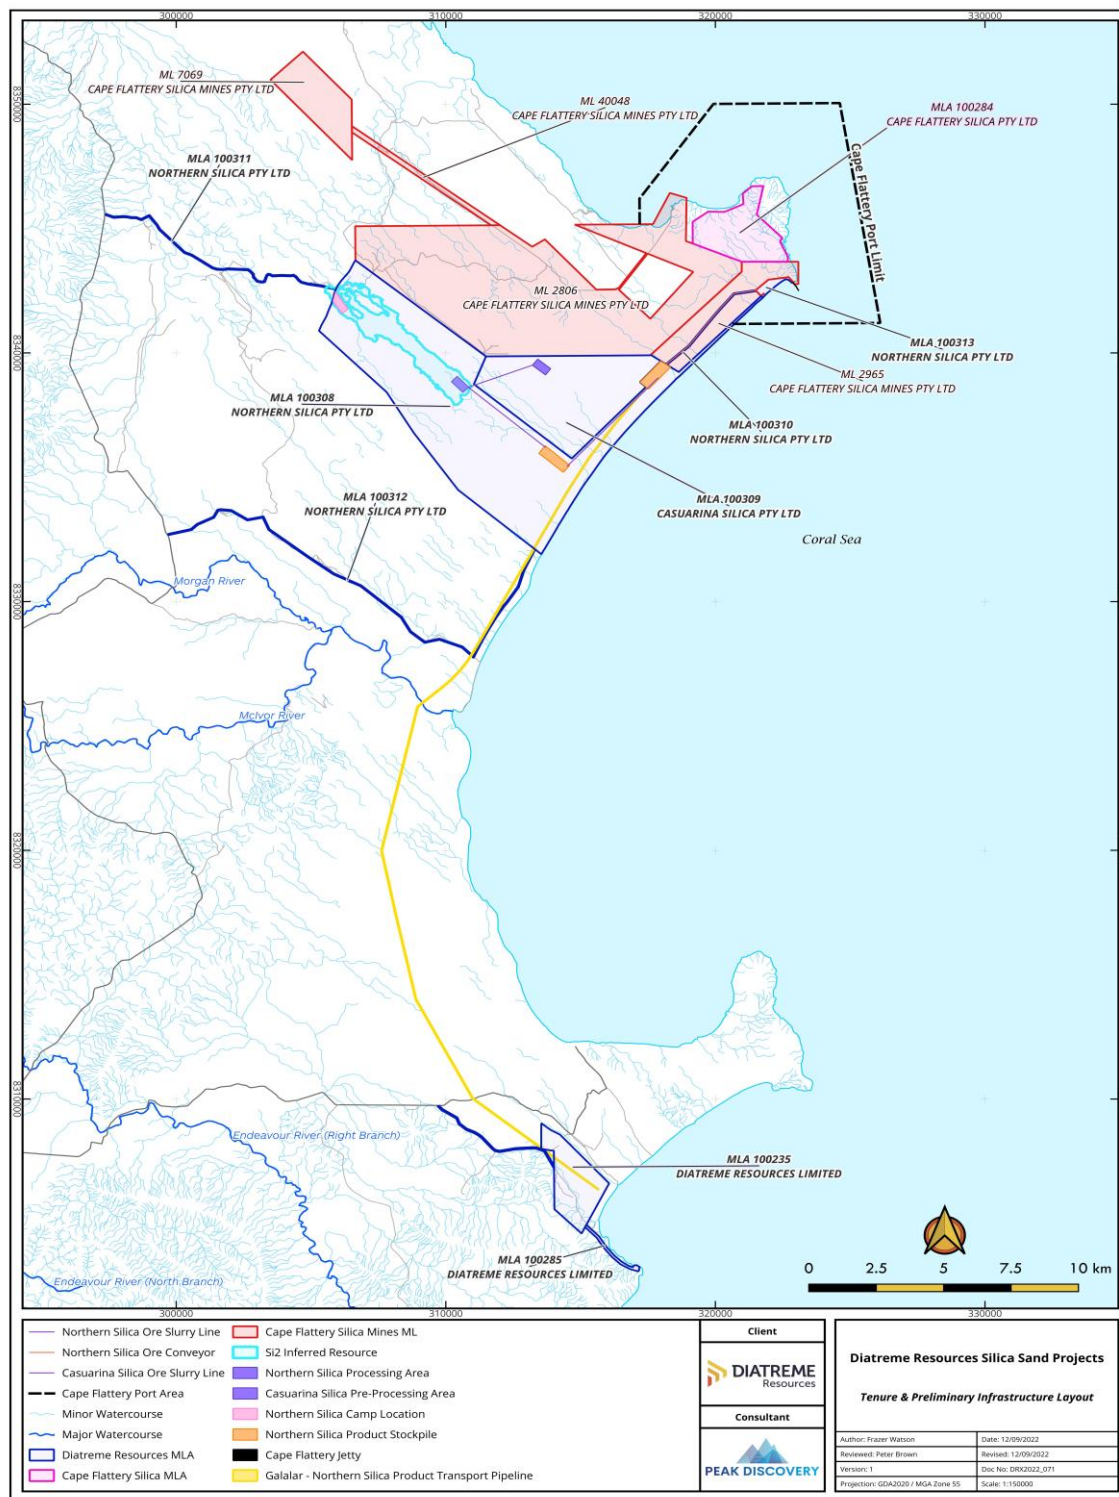 300000
310000
320000
330000
8350000
8350000
ML 7069
CAPE FLATTERY SILICA MINES PTY LTD
ML 40048
CAPE FLATTERY SILICA MINES PTY LTD
MLA 100284
CAPE FLATTERY SILICA PTY LTD
MLA 100311
NORTHERN SILICA PTY LTD
Cape Flattery Port Limit
ML 2806
CAPE FLATTERY SILICA MINES PTY LTD
8340000
8340000
MLA 100313
NORTHERN SILICA PTY LTD
ML 2965
CAPE FLATTERY SILICA MINES PTY LTD
MLA 100308
NORTHERN SILICA PTY LTD
MLA 100310
NORTHERN SILICA PTY LTD
MLA 100312
NORTHERN SILICA PTY LTD
MLA 100309
CASUARINA SILICA PTY LTD
Coral Sea
Morgan River
8330000
8330000
McIvor River
8320000
8320000
8310000
8310000
Endeavour River (Right Branch)
MLA 100235
DIATREME RESOURCES LIMITED
MLA 100285
DIATREME RESOURCES LIMITED
Endeavour River (North Branch)
0 2.5 5 7.5 10 km
300000
310000
320000
330000
Northern Silica Ore Slurry Line
Northern Silica Ore Conveyor
Casuarina Silica Ore Slurry Line
Cape Flattery Port Area
Minor Watercourse
Major Watercourse
Diatreme Resources MLA
Cape Flattery Silica MLA
Cape Flattery Silica Mines ML
Si2 Inferred Resource
Northern Silica Processing Area
Casuarina Silica Pre-Processing Area
Northern Silica Camp Location
Northern Silica Product Stockpile
Cape Flattery Jetty
Galalar - Northern Silica Product Transport Pipeline
Client
DIATREME
Resources
Consultant
PEAK DISCOVERY
Diatreme Resources Silica Sand Projects
Tenure & Preliminary Infrastructure Layout
Author: Frazer Watson
Date: 12/09/2022
Reviewed: Peter Brown
Revised: 12/09/2022
Version: 1
Doc No: DRX2022_071
Projection: GDA2020 / MGA Zone 55
Scale: 1:150000